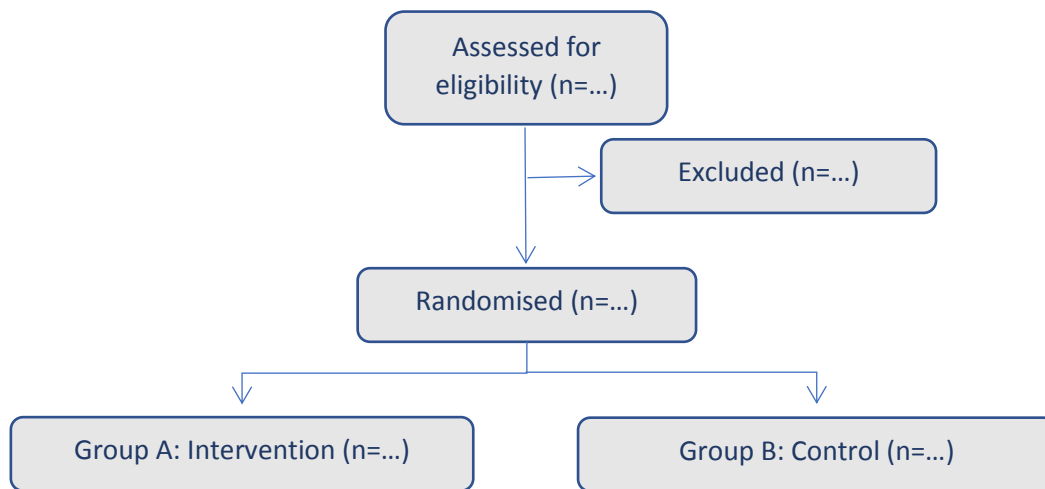 Assessed for
eligibility (n=…)
Excluded (n=…)
Randomised (n=…)
Group A: Intervention (n=…)
Group B: Control (n=…)